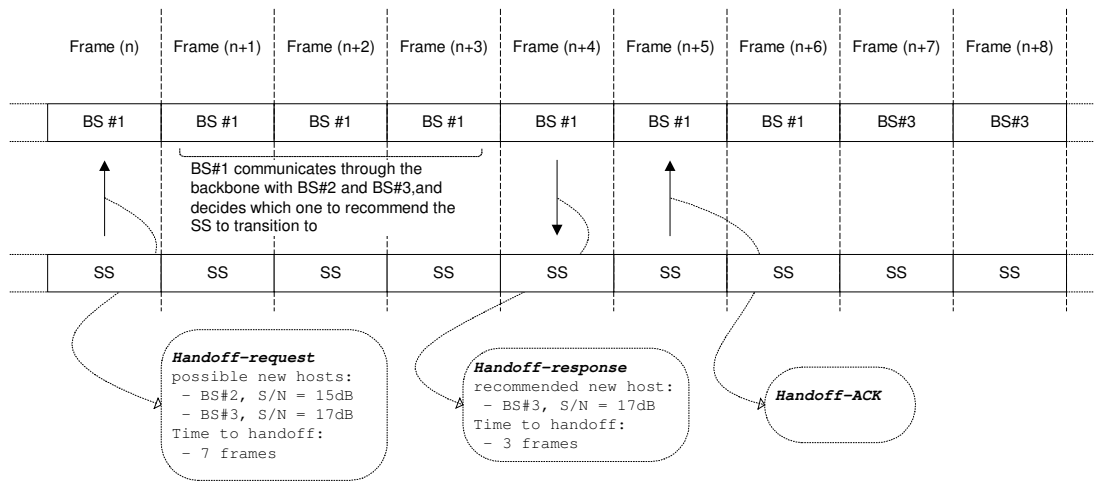 Frame (n) Frame (n+1) Frame (n+2) Frame (n+3) Frame (n+4) Frame (n+5) Frame (n+6) Frame (n+7) Frame (n+8)
BS #1 BS #1 BS #1 BS #1 BS #1 BS #1 BS #1 BS#3 BS#3
BS#1 communicates through the
backbone with BS#2 and BS#3,and
decides which one to recommend the
SS to transition to
SS SS SS SS SS SS SS SS SS
Handoff-request
possible new hosts:
- BS#2, S/N = 15dB
- BS#3, S/N = 17dB
Time to handoff:
- 7 frames
Handoff-response
recommended new host:
- BS#3, S/N = 17dB
Time to handoff:
- 3 frames
Handoff-ACK